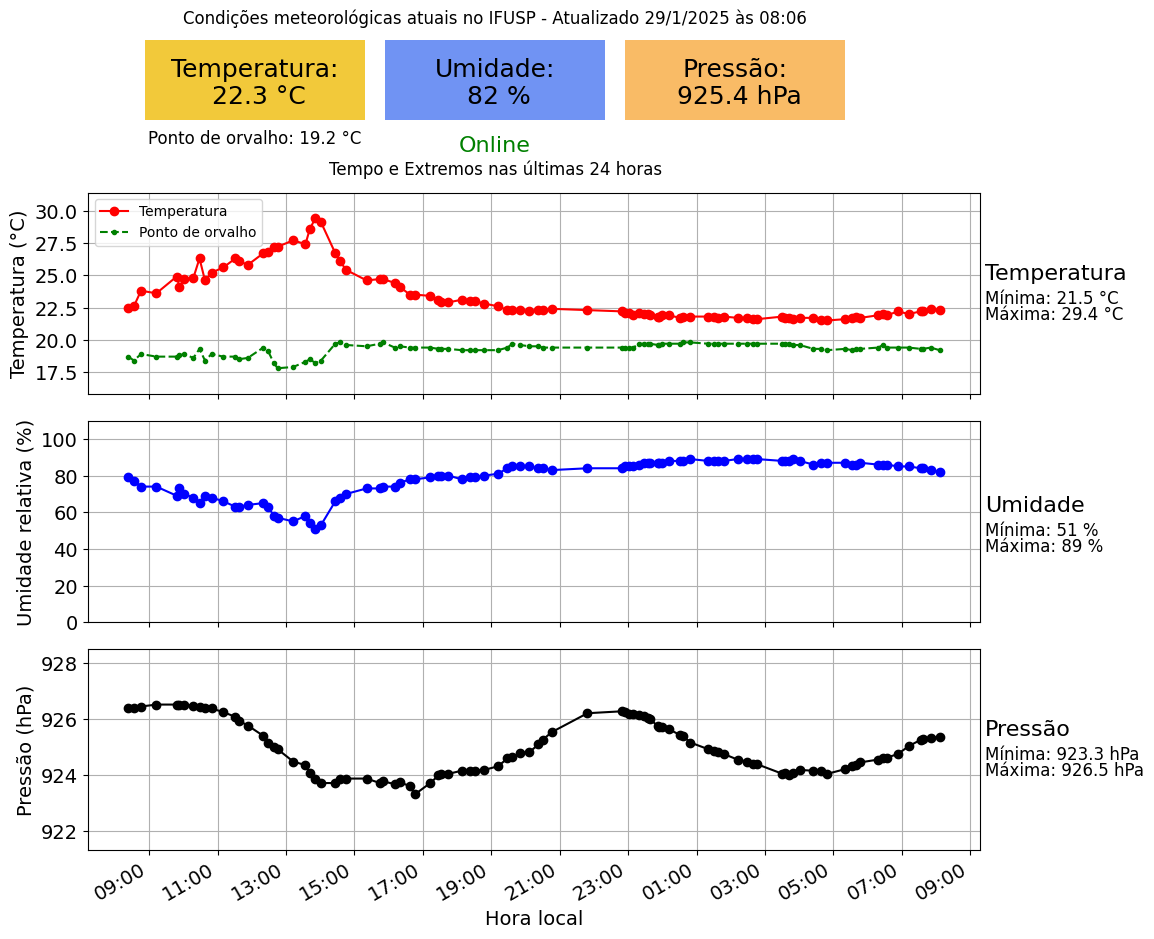 Condições meteorológicas atuais no IFUSP - Atualizado 29/1/2025 às 08:06
Temperatura:
22.3 °C
Umidade:
82 %
Pressão:
925.4 hPa
Ponto de orvalho: 19.2 °C
Online
Tempo e Extremos nas últimas 24 horas
Temperatura (°C)
30.0
27.5
25.0
22.5
20.0
17.5
Temperatura
Ponto de orvalho
Temperatura
Mínima: 21.5 °C
Máxima: 29.4 °C
Umidade relativa (%)
100
80
60
40
20
0
Umidade
Mínima: 51 %
Máxima: 89 %
Pressão (hPa)
928
926
924
922
Pressão
Mínima: 923.3 hPa
Máxima: 926.5 hPa
09:00
11:00
13:00
15:00
17:00
19:00
21:00
23:00
01:00
03:00
05:00
07:00
09:00
Hora local